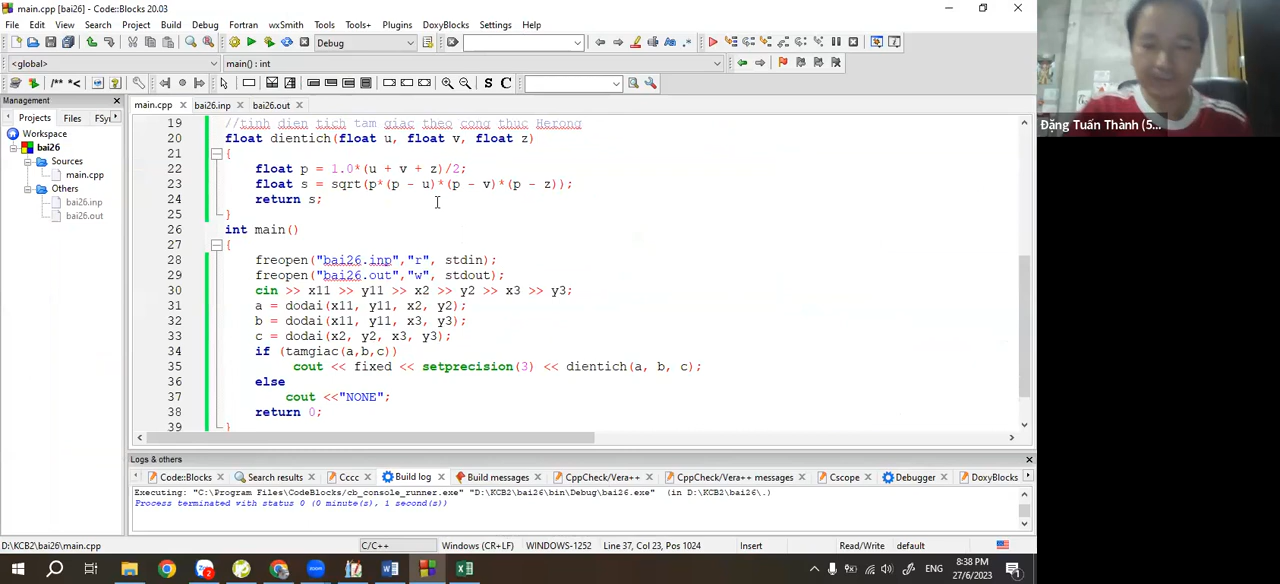 main.cpp [bai26] - Code::Blocks 20.03
File Edit View Search Project Build Debug Fortran wxSmith Tools Tools+ Plugins DoxyBlocks Settings Help
Debug
<global> main() : int
/** *< S C
Management
Projects Files FSy
Workspace
bai26
Sources
main.cpp
Others
bai26.inp
bai26.out
main.cpp bai26.inp bai26.out
19 //tinh dien tich tam giac theo cong thuc Herong
20 float dientich(float u, float v, float z)
21 {
22 float p = 1.0*(u + v + z)/2;
23 float s = sqrt(p*(p - u)*(p - v)*(p - z));
24 return s;
25 }
26 int main()
27 {
28 freopen("bai26.inp","r", stdin);
29 freopen("bai26.out","w", stdout);
30 cin >> x11 >> y11 >> x2 >> y2 >> x3 >> y3;
31 a = dodai(x11, y11, x2, y2);
32 b = dodai(x11, y11, x3, y3);
33 c = dodai(x2, y2, x3, y3);
34 if (tamgiac(a,b,c))
35 cout << fixed << setprecision(3) << dientich(a, b, c);
36 else
37 cout <<"NONE";
38 return 0;
39 }
Logs & others
Code::Blocks Search results Cccc Build log Build messages CppCheck/Vera++ CppCheck/Vera++ messages Cscope Debugger DoxyBlocks
Executing: "C:\Program Files\CodeBlocks/cb_console_runner.exe" "D:\KCB2\bai26\bin\Debug\bai26.exe" (in D:\KCB2\bai26\.)
Process terminated with status 0 (0 minute(s), 1 second(s))
D:\KCB2\bai26\main.cpp C/C++ Windows (CR+LF) WINDOWS-1252 Line 37, Col 23, Pos 1024 Insert Read/Write default
ENG 8:38 PM
27/6/2023
Đặng Tuấn Thành (5...